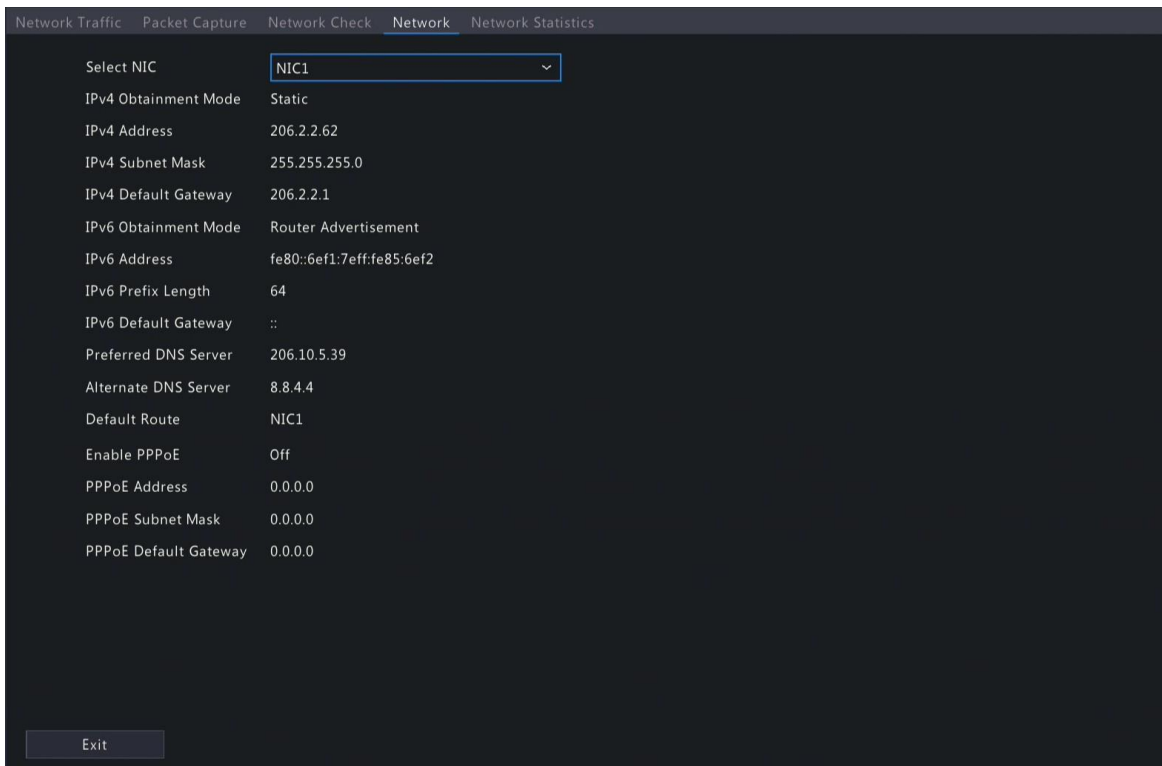 Network Traffic Packet Capture Network Check Network Network Statistics
Select NIC NIC1
IPv4 Obtainment Mode Static
IPv4 Address 206.2.2.62
IPv4 Subnet Mask 255.255.255.0
IPv4 Default Gateway 206.2.2.1
IPv6 Obtainment Mode Router Advertisement
IPv6 Address fe80::6ef1:7eff:fe85:6ef2
IPv6 Prefix Length 64
IPv6 Default Gateway ::
Preferred DNS Server 206.10.5.39
Alternate DNS Server 8.8.4.4
Default Route NIC1
Enable PPPoE Off
PPPoE Address 0.0.0.0
PPPoE Subnet Mask 0.0.0.0
PPPoE Default Gateway 0.0.0.0
Exit